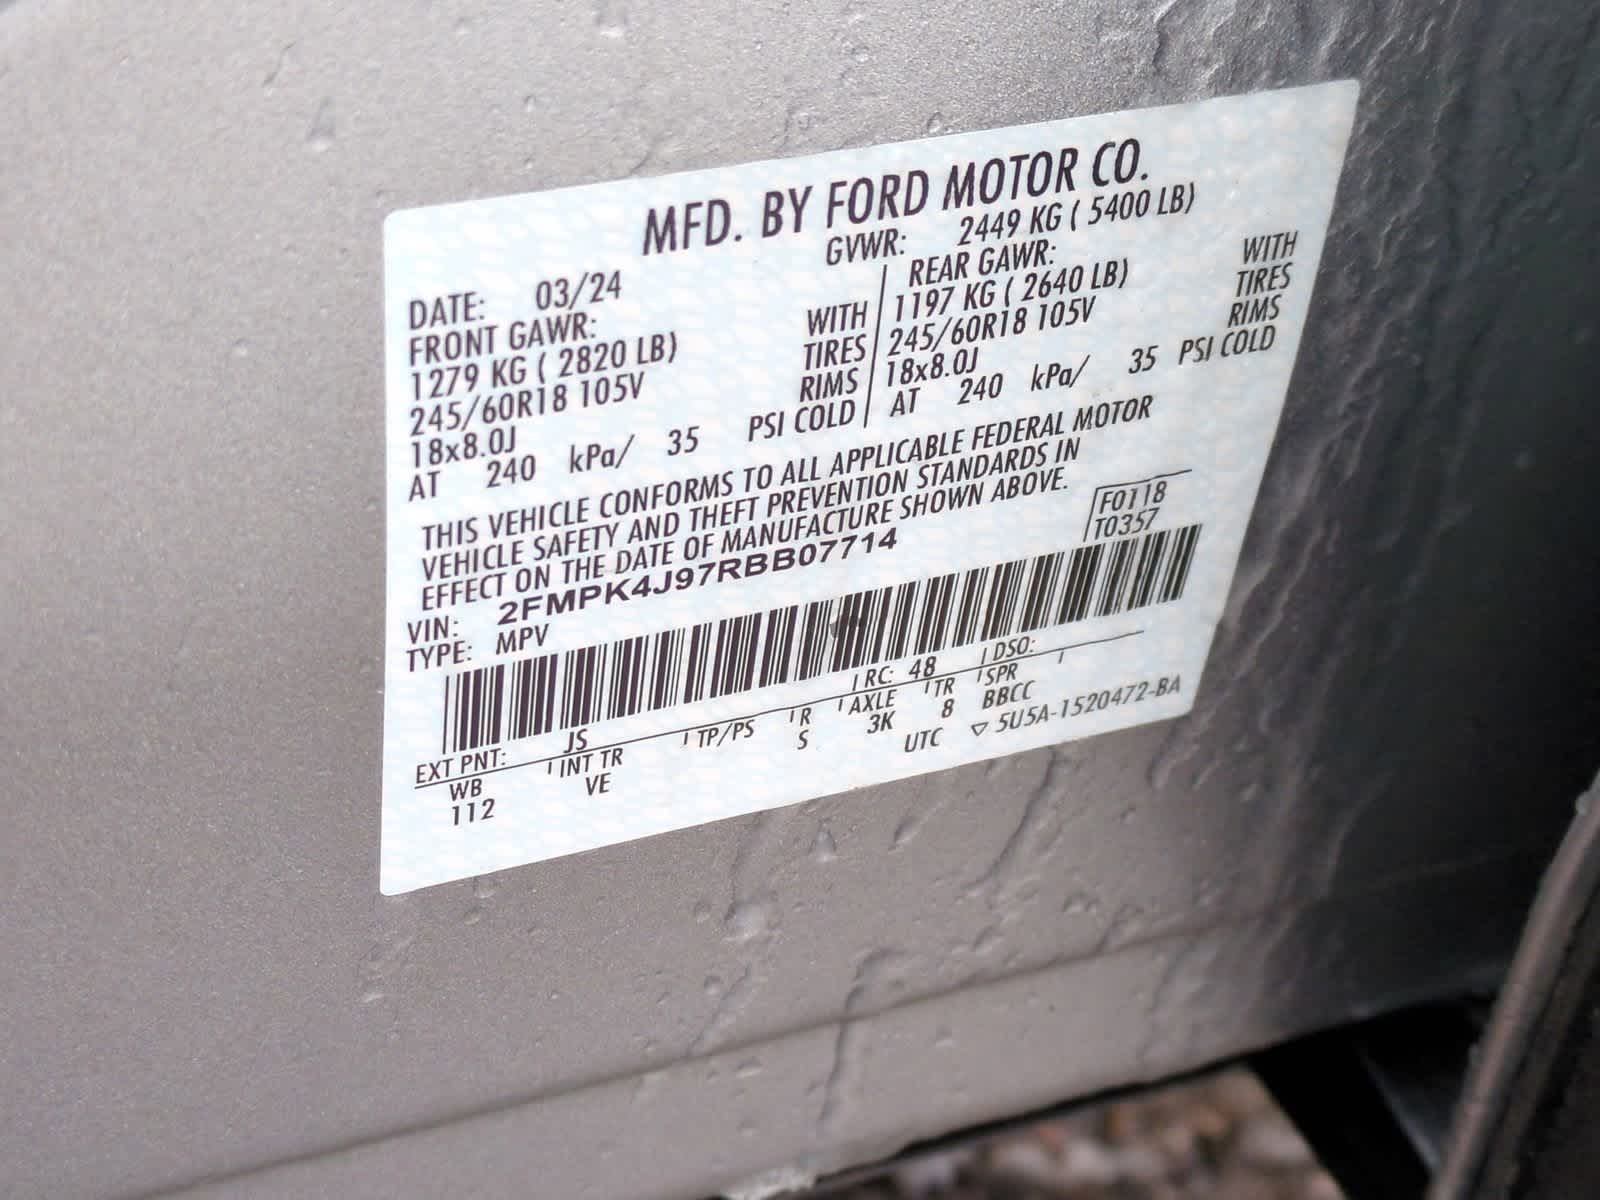 MFD. BY FORD MOTOR CO.
DATE: 03/24 GVWR: 2449 KG ( 5400 LB)
FRONT GAWR: REAR GAWR:
1279 KG ( 2820 LB) WITH 1197 KG ( 2640 LB) WITH
245/60R18 105V TIRES 245/60R18 105V TIRES
18x8.0J RIMS 18x8.0J RIMS
AT 240 kPa/ 35 PSI COLD AT 240 kPa/ 35 PSI COLD
THIS VEHICLE CONFORMS TO ALL APPLICABLE FEDERAL MOTOR
VEHICLE SAFETY AND THEFT PREVENTION STANDARDS IN
EFFECT ON THE DATE OF MANUFACTURE SHOWN ABOVE.
F0118
T0357
VIN: 2FMPK4J97RBB07714
TYPE: MPV
EXT PNT: JS RC: 48 DSO:
WB INT TR TP/PS R AXLE TR SPR
112 VE S 3K 8 BBCC
UTC ▽ 5U5A-1520472-BA